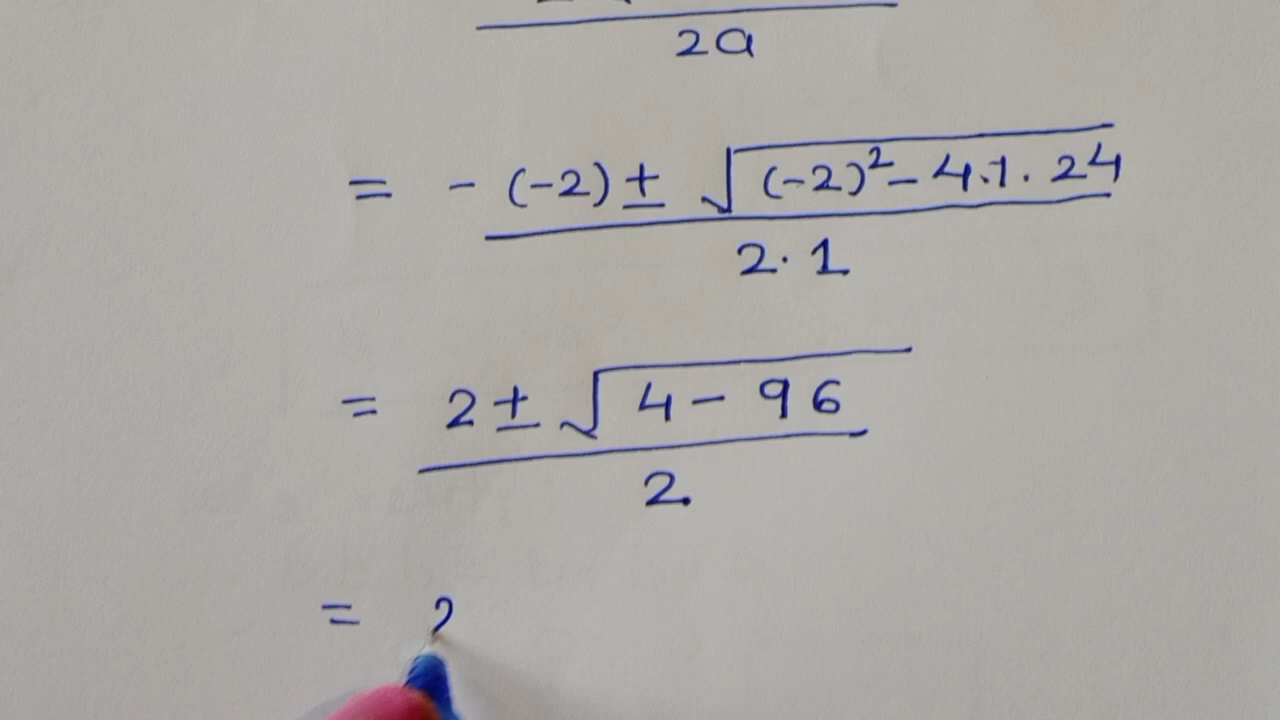 2a
= - (-2) ± √(-2)² - 4.1.24
2.1
= 2 ± √4 - 96
2.
= 2